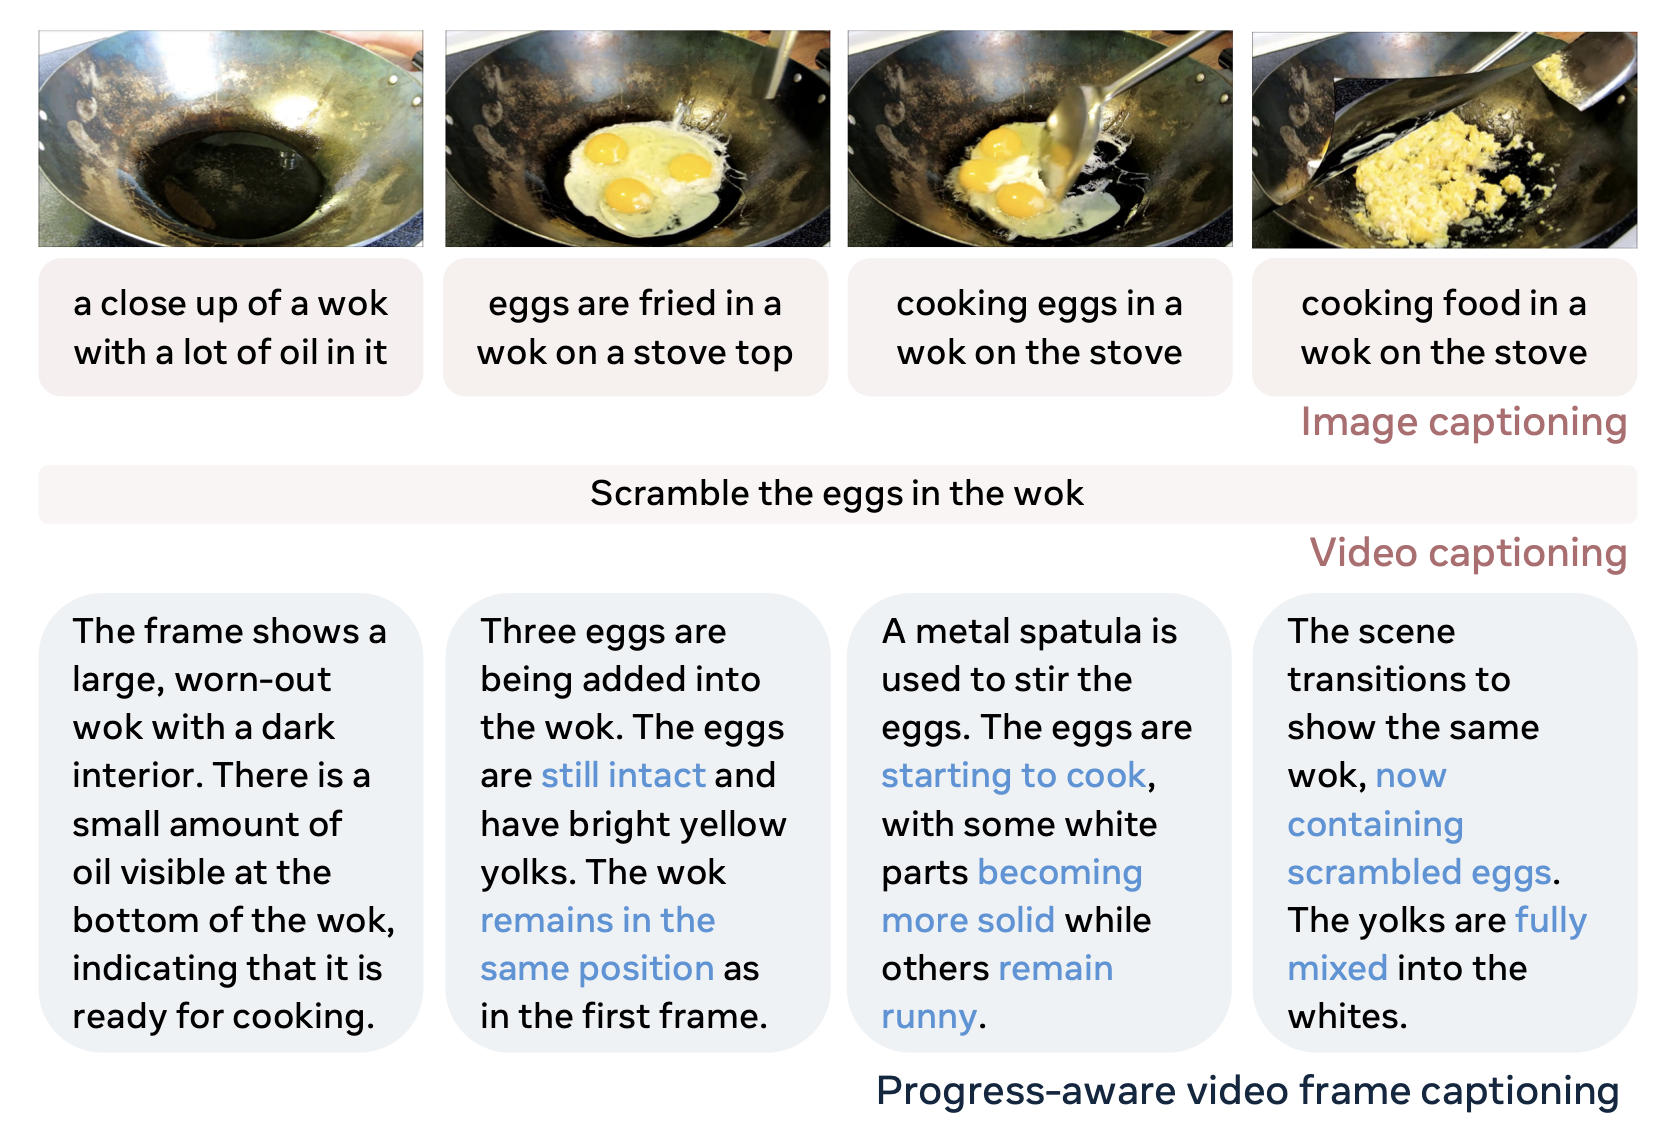 a close up of a wok
with a lot of oil in it
eggs are fried in a
wok on a stove top
cooking eggs in a
wok on the stove
cooking food in a
wok on the stove
Image captioning
Scramble the eggs in the wok
Video captioning
The frame shows a
large, worn-out
wok with a dark
interior. There is a
small amount of
oil visible at the
bottom of the wok,
indicating that it is
ready for cooking.
Three eggs are
being added into
the wok. The eggs
are still intact and
have bright yellow
yolks. The wok
remains in the
same position as
in the first frame.
A metal spatula is
used to stir the
eggs. The eggs are
starting to cook,
with some white
parts becoming
more solid while
others remain
runny.
The scene
transitions to
show the same
wok, now
containing
scrambled eggs.
The yolks are fully
mixed into the
whites.
Progress-aware video frame captioning